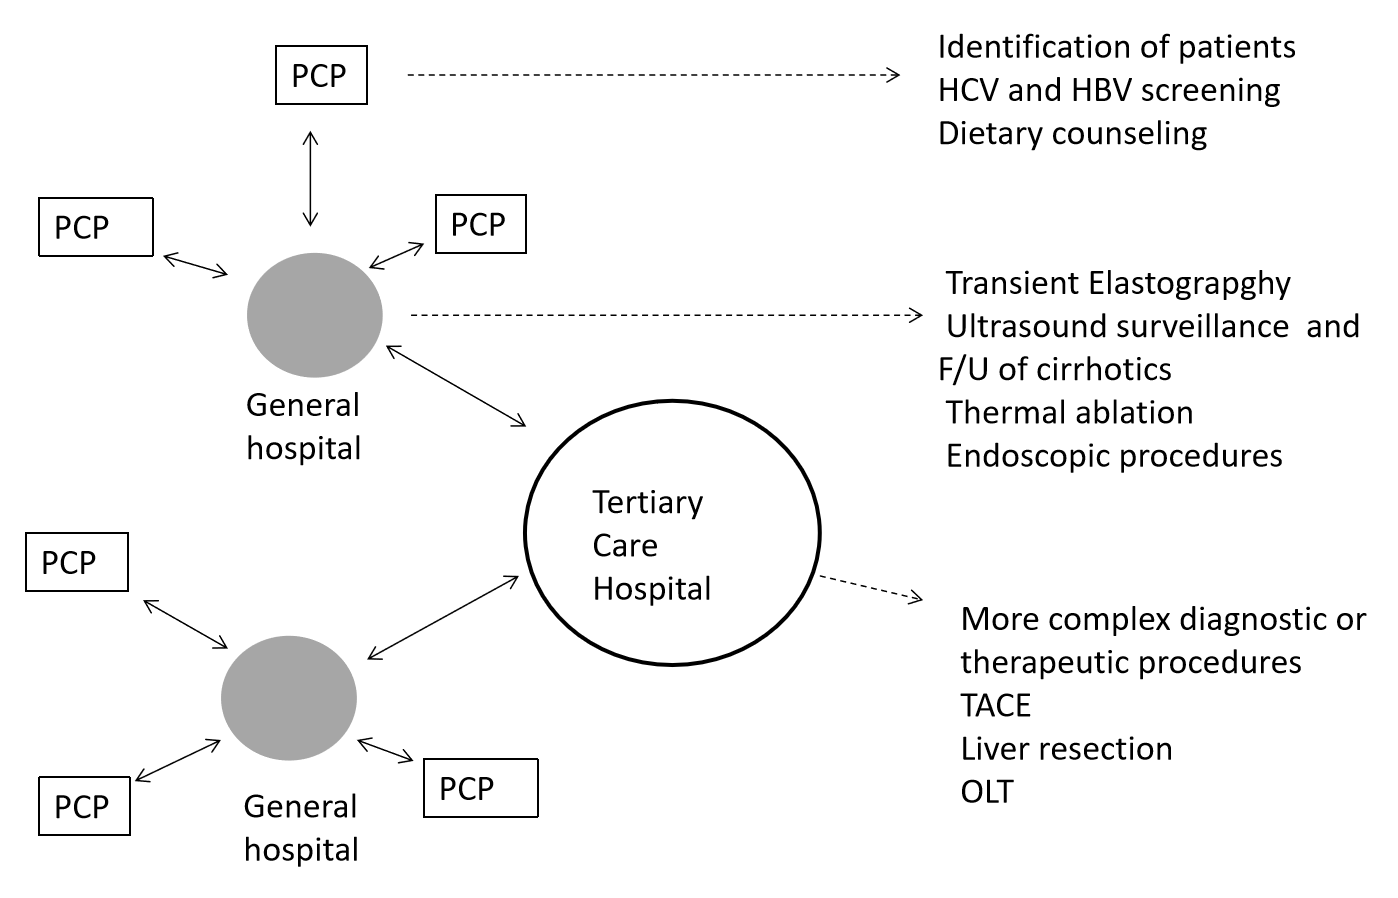 PCP
Identification of patients
HCV and HBV screening
Dietary counseling
PCP
PCP
General
hospital
Transient Elastograpghy
Ultrasound surveillance and
F/U of cirrhotics
Thermal ablation
Endoscopic procedures
Tertiary
Care
Hospital
PCP
More complex diagnostic or
therapeutic procedures
TACE
Liver resection
OLT
PCP
PCP
General
hospital